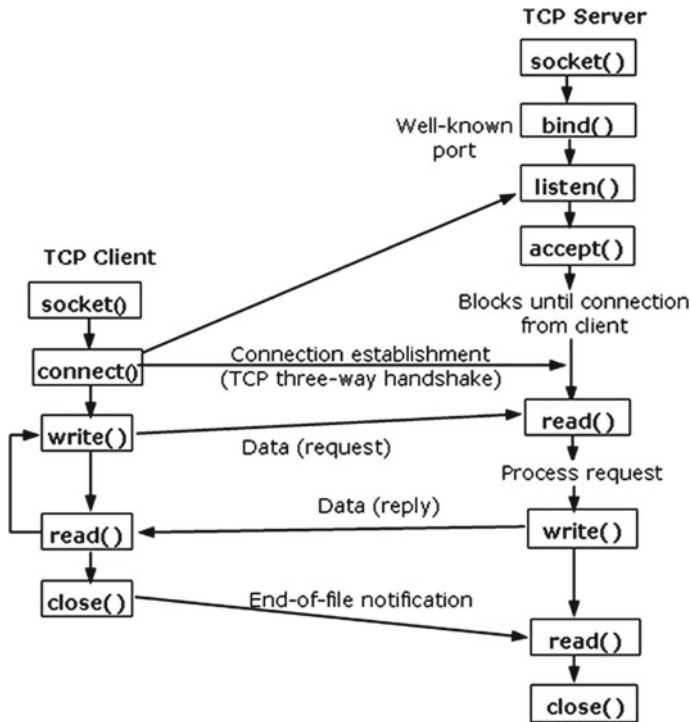 TCP Server
socket()
bind()
Well-known
port
listen()
accept()
TCP Client
socket()
Blocks until connection
from client
connect()
Connection establishment
(TCP three-way handshake)
write()
read()
Data (request)
Process request
Data (reply)
read()
write()
close()
End-of-file notification
read()
close()